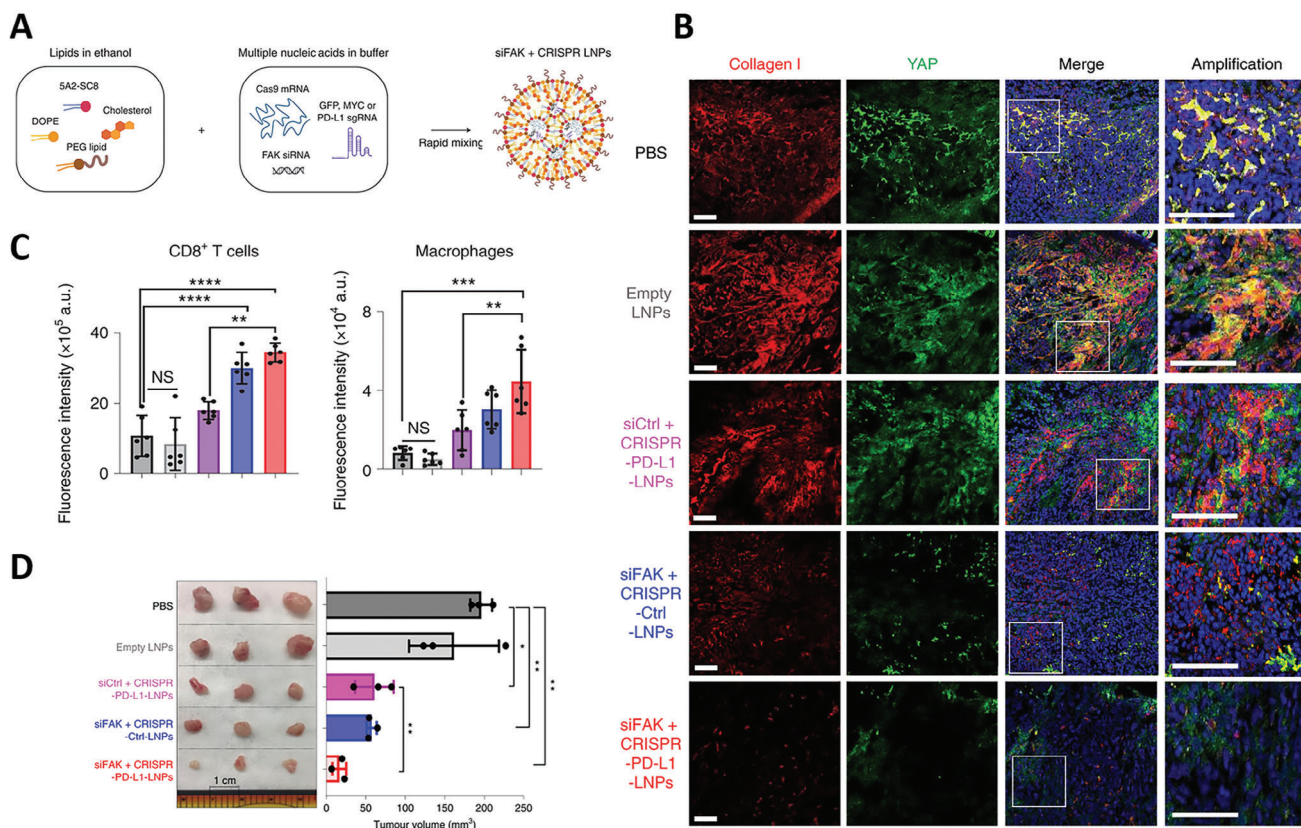 A
Lipids in ethanol
5A2-SC8
Cholesterol
DOPE
PEG lipid
+
Multiple nucleic acids in buffer
Cas9 mRNA
GFP, MYC or
PD-L1 sgRNA
FAK siRNA
Rapid mixing
siFAK + CRISPR LNPs
B
Collagen I
YAP
Merge
Amplification
PBS
Empty
LNPs
siCtrl +
CRISPR
-PD-L1
-LNPs
siFAK +
CRISPR
-Ctrl
-LNPs
siFAK +
CRISPR
-PD-L1
-LNPs
C
CD8+ T cells
Fluorescence intensity (×10⁵ a.u.)
40
20
0
NS
****
****
**
Macrophages
Fluorescence intensity (×10⁴ a.u.)
8
4
0
NS
***
**
D
PBS
Empty LNPs
siCtrl + CRISPR
-PD-L1-LNPs
siFAK + CRISPR
-Ctrl-LNPs
siFAK + CRISPR
-PD-L1-LNPs
1 cm
**
*
**
**
0
50
100
150
200
250
Tumour volume (mm³)